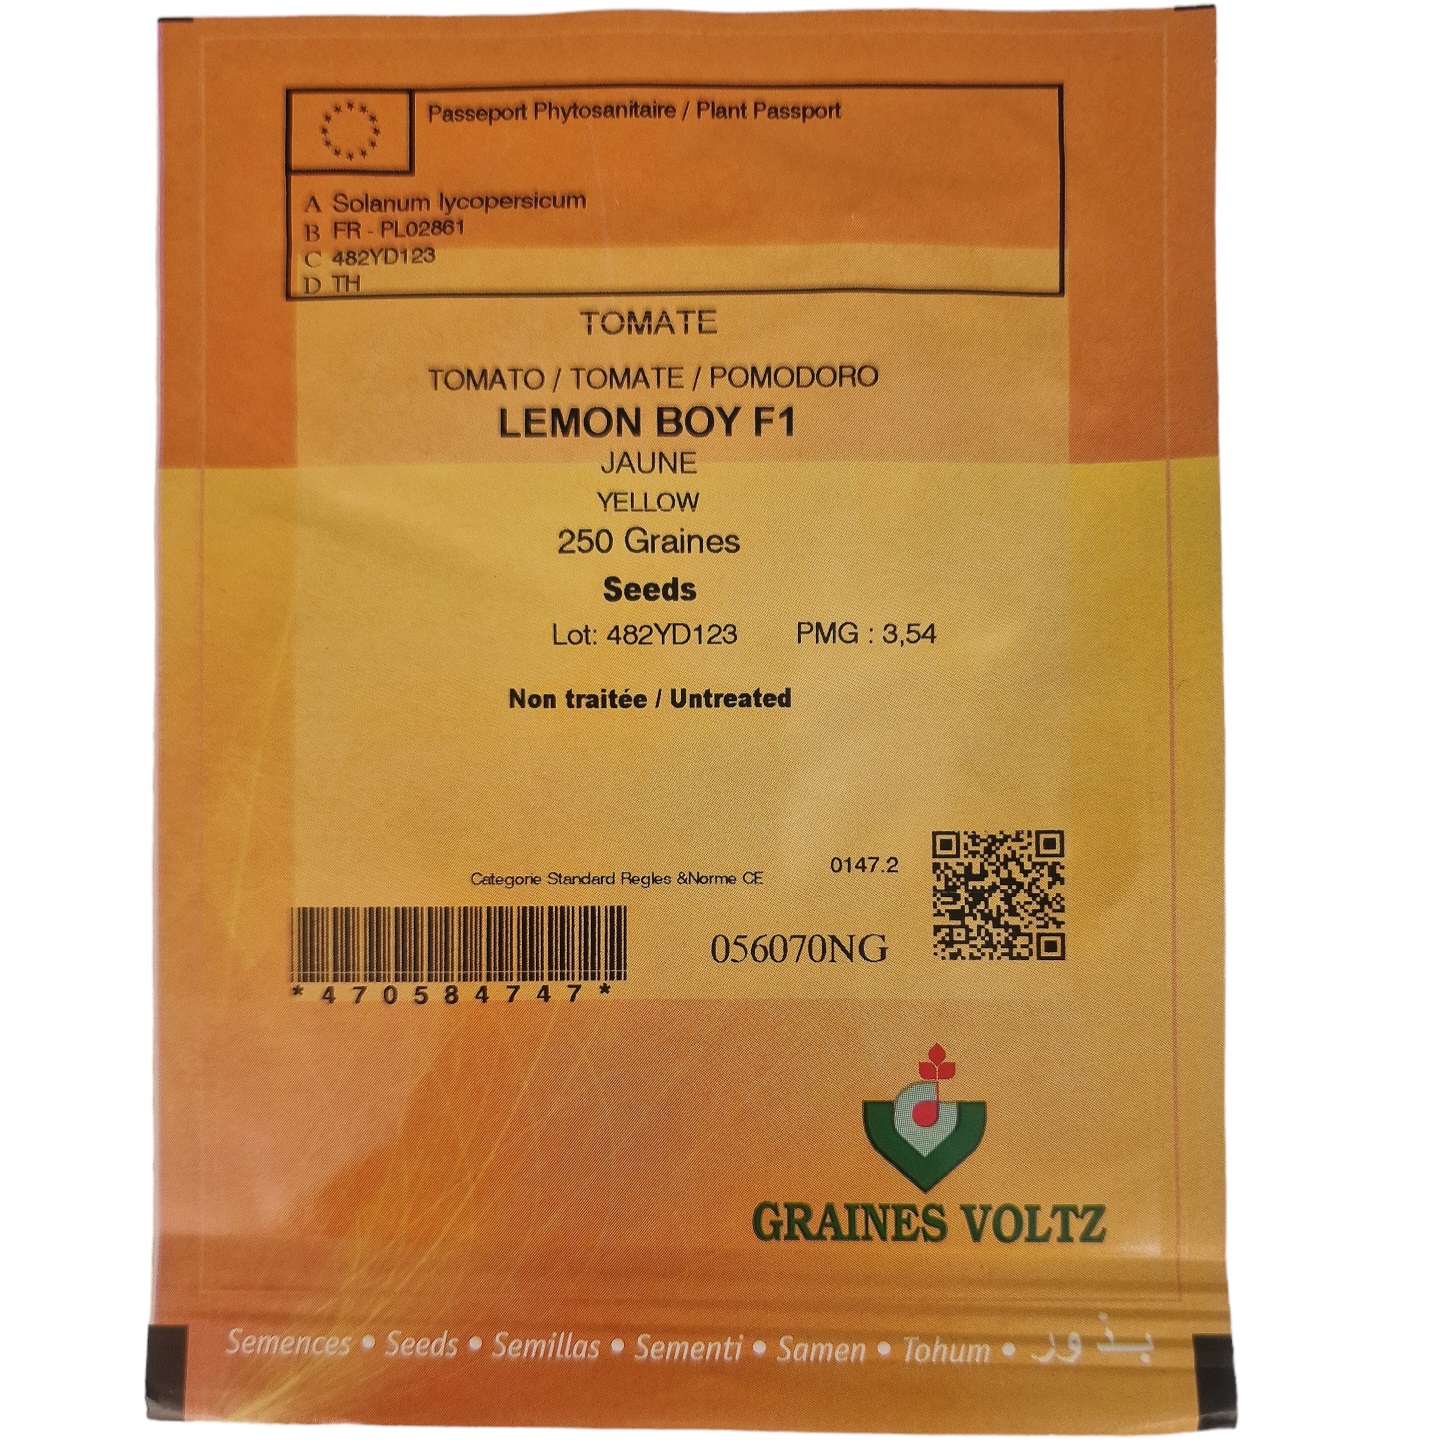 Passeport Phytosanitaire / Plant Passport
A Solanum lycopersicum
B FR - PL02861
C 482YD123
D TH
TOMATE
TOMATO / TOMATE / POMODORO
LEMON BOY F1
JAUNE
YELLOW
250 Graines
Seeds
Lot: 482YD123 PMG : 3,54
Non traitée / Untreated
Categorie Standard Regles &Norme CE 0147.2
056070NG
*470584747*
GRAINES VOLTZ
Semences • Seeds • Semillas • Sementi • Samen • Tohum • بذور